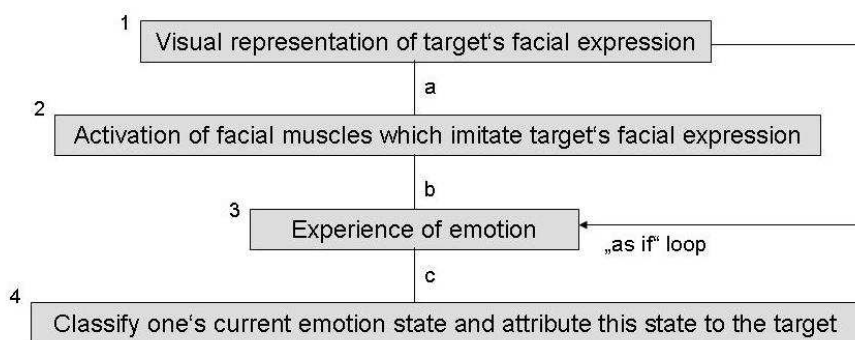 1
Visual representation of target‘s facial expression
a
2
Activation of facial muscles which imitate target‘s facial expression
b
3
Experience of emotion
„as if“ loop
c
4
Classify one‘s current emotion state and attribute this state to the target